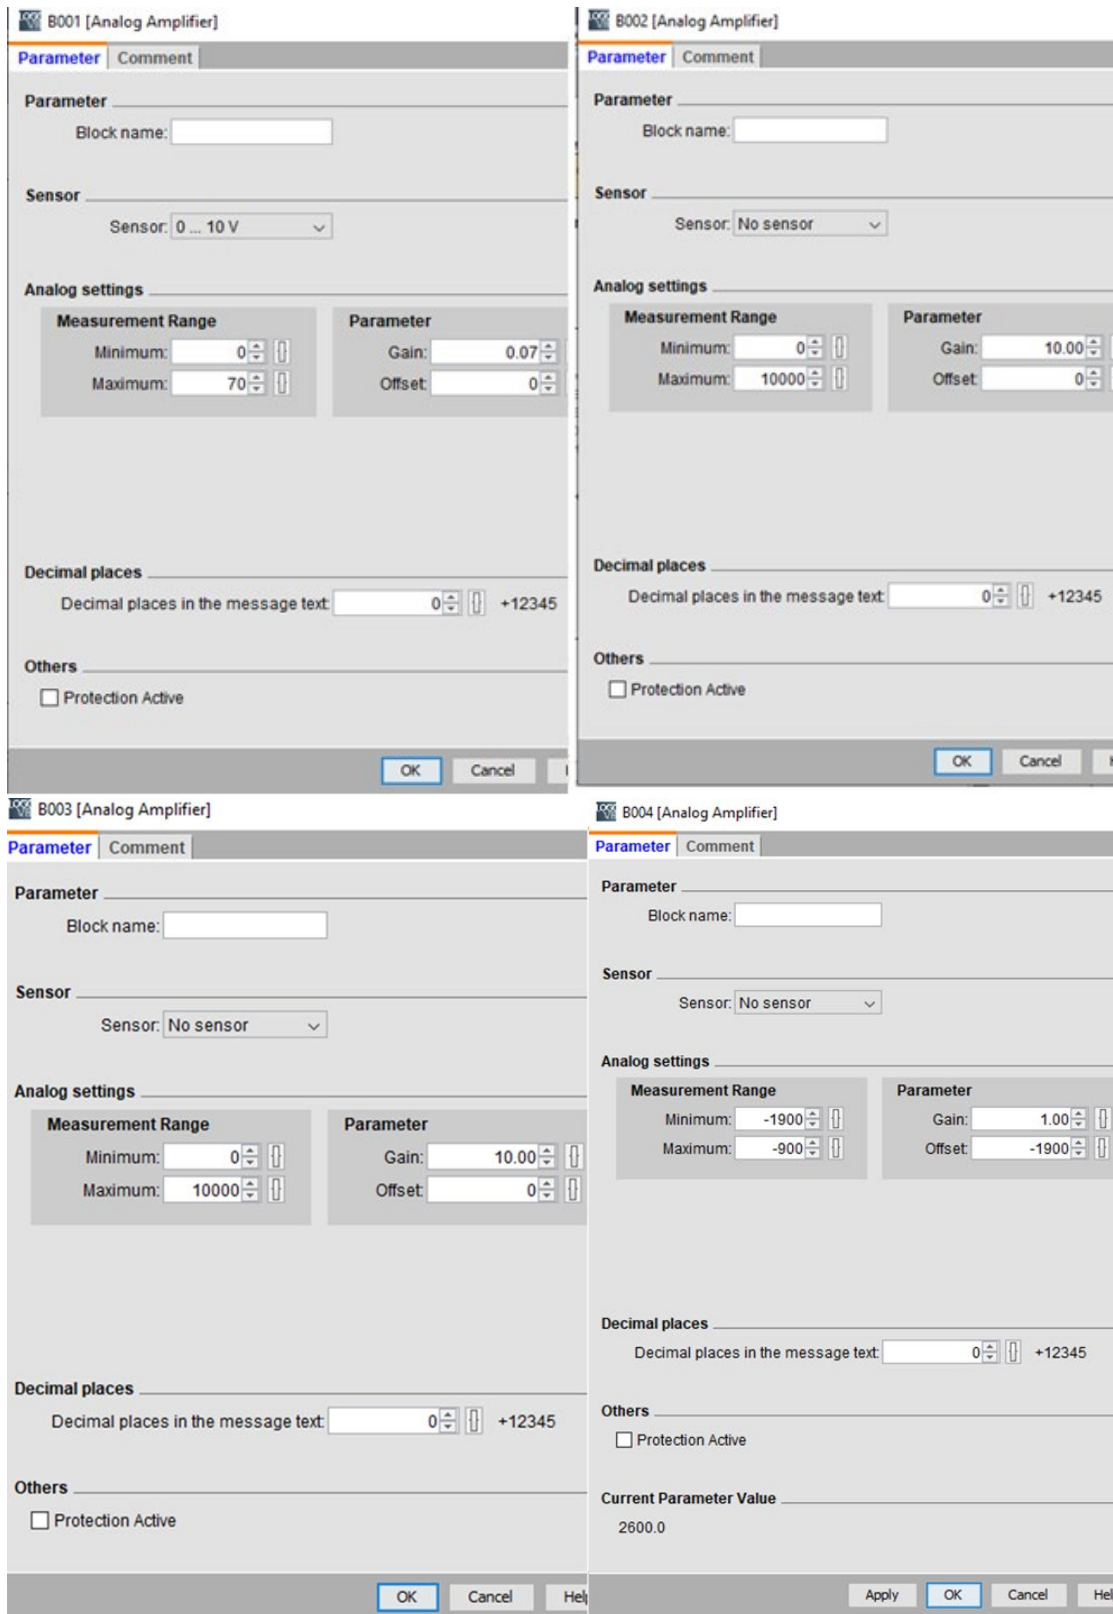 B001 [Analog Amplifier]
Parameter Comment
Parameter
Block name:
Sensor
Sensor: 0 ... 10 V
Analog settings
Measurement Range Parameter
Minimum: 0 Gain: 0.07
Maximum: 70 Offset: 0
Decimal places
Decimal places in the message text: 0 +12345
Others
Protection Active
OK Cancel
B002 [Analog Amplifier]
Parameter Comment
Parameter
Block name:
Sensor
Sensor: No sensor
Analog settings
Measurement Range Parameter
Minimum: 0 Gain: 10.00
Maximum: 10000 Offset: 0
Decimal places
Decimal places in the message text: 0 +12345
Others
Protection Active
OK Cancel
B003 [Analog Amplifier]
Parameter Comment
Parameter
Block name:
Sensor
Sensor: No sensor
Analog settings
Measurement Range Parameter
Minimum: 0 Gain: 10.00
Maximum: 10000 Offset: 0
Decimal places
Decimal places in the message text: 0 +12345
Others
Protection Active
OK Cancel Help
B004 [Analog Amplifier]
Parameter Comment
Parameter
Block name:
Sensor
Sensor: No sensor
Analog settings
Measurement Range Parameter
Minimum: -1900 Gain: 1.00
Maximum: -900 Offset: -1900
Decimal places
Decimal places in the message text: 0 +12345
Others
Protection Active
Current Parameter Value
2600.0
Apply OK Cancel Hel